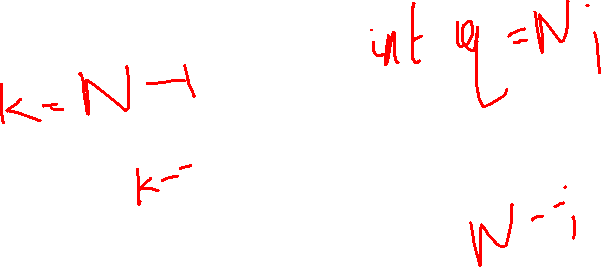 int q = N;
k = N-1
k--
N--;